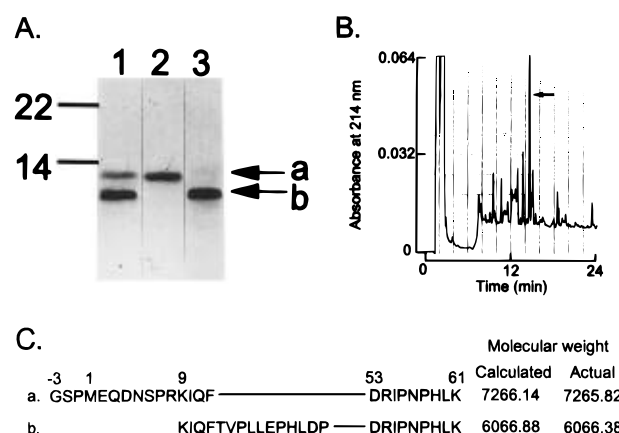 A.
1 2 3
22
14
a
b
B.
Absorbance at 214 nm
0.064
0.032
0
0 12 24
Time (min)
C.
Molecular weight
-3 1 9 53 61 Calculated Actual
a. GSPMEQDNSPRKIQF DRIPNPHLK 7266.14 7265.82
b. KIQFTVPLLEPHLDP DRIPNPHLK 6066.88 6066.38